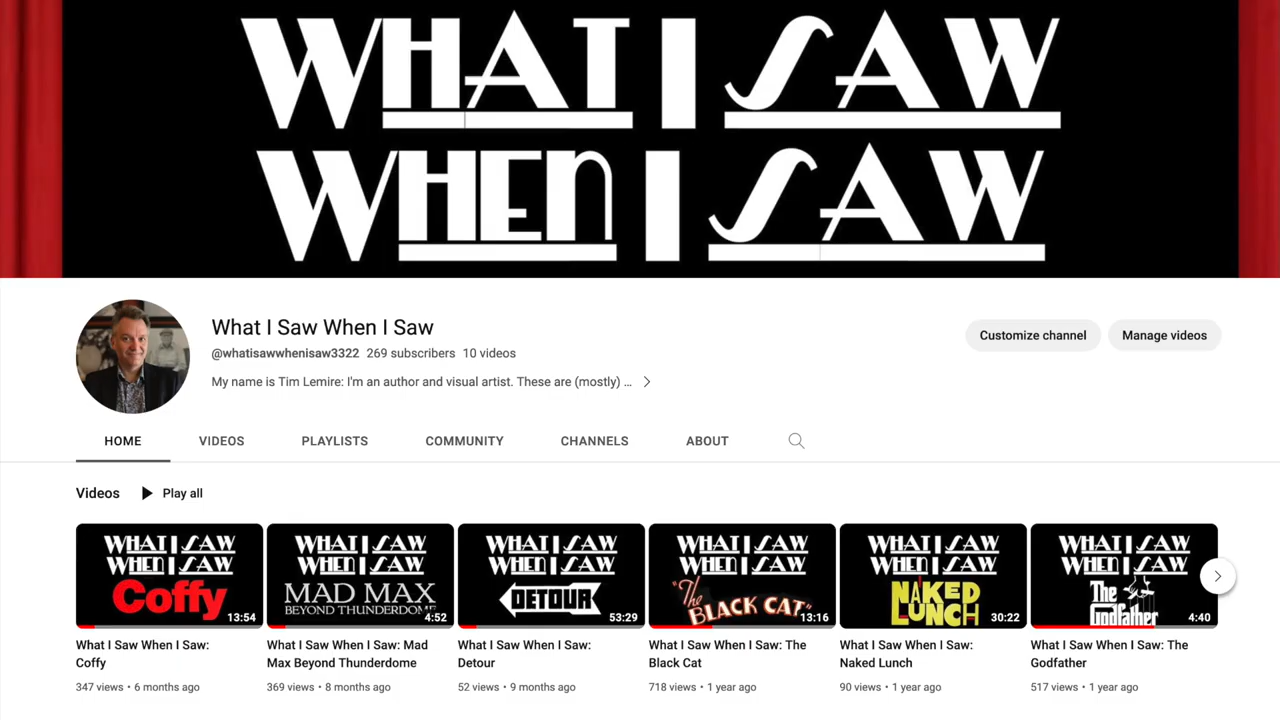 WHAT I SAW
WHEN I SAW
What I Saw When I Saw
@whatisawwhenisaw3322 269 subscribers 10 videos
My name is Tim Lemire: I'm an author and visual artist. These are (mostly) ...
Customize channel
Manage videos
HOME
VIDEOS
PLAYLISTS
COMMUNITY
CHANNELS
ABOUT
Videos
Play all
WHAT I SAW
WHEN I SAW
Coffy
13:54
What I Saw When I Saw:
Coffy
347 views • 6 months ago
WHAT I SAW
WHEN I SAW
MAD MAX
BEYOND THUNDERDOME
4:52
What I Saw When I Saw: Mad
Max Beyond Thunderdome
369 views • 8 months ago
WHAT I SAW
WHEN I SAW
DETOUR
53:29
What I Saw When I Saw:
Detour
52 views • 9 months ago
WHAT I SAW
WHEN I SAW
"The
BLACK CAT"
13:16
What I Saw When I Saw: The
Black Cat
718 views • 1 year ago
WHAT I SAW
WHEN I SAW
NAKED
LUNCH
30:22
What I Saw When I Saw:
Naked Lunch
90 views • 1 year ago
WHAT I SAW
WHEN I SAW
The
Godfather
4:40
What I Saw When I Saw: The
Godfather
517 views • 1 year ago